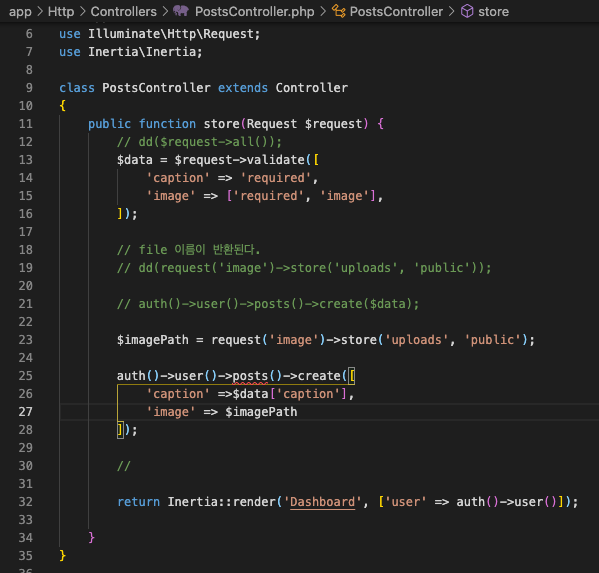 app > Http > Controllers > PostsController.php > PostsController > store
6 use Illuminate\Http\Request;
7 use Inertia\Inertia;
8
9 class PostsController extends Controller
10 {
11     public function store(Request $request) {
12         // dd($request->all());
13         $data = $request->validate([
14             'caption' => 'required',
15             'image' => ['required', 'image'],
16         ]);
17
18         // file 이름이 반환된다.
19         // dd(request('image')->store('uploads', 'public'));
20
21         // auth()->user()->posts()->create($data);
22
23         $imagePath = request('image')->store('uploads', 'public');
24
25         auth()->user()->posts()->create([
26             'caption' =>$data['caption'],
27             'image' => $imagePath
28         ]);
29
30         //
31
32         return Inertia::render('Dashboard', ['user' => auth()->user()]);
33
34     }
35 }
36